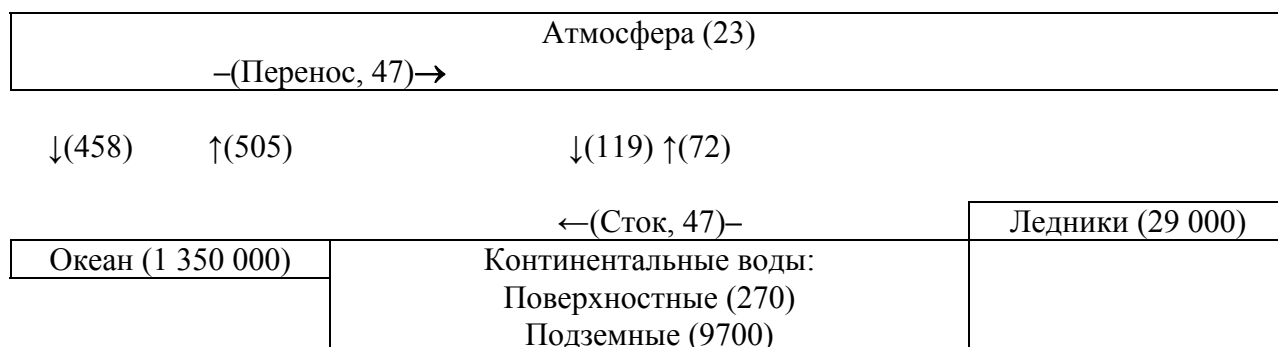 Атмосфера (23)
–(Перенос, 47)→
↓(458) ↑(505) ↓(119) ↑(72)
←(Сток, 47)– Ледники (29 000)
Океан (1 350 000) Континентальные воды:
Поверхностные (270)
Подземные (9700)